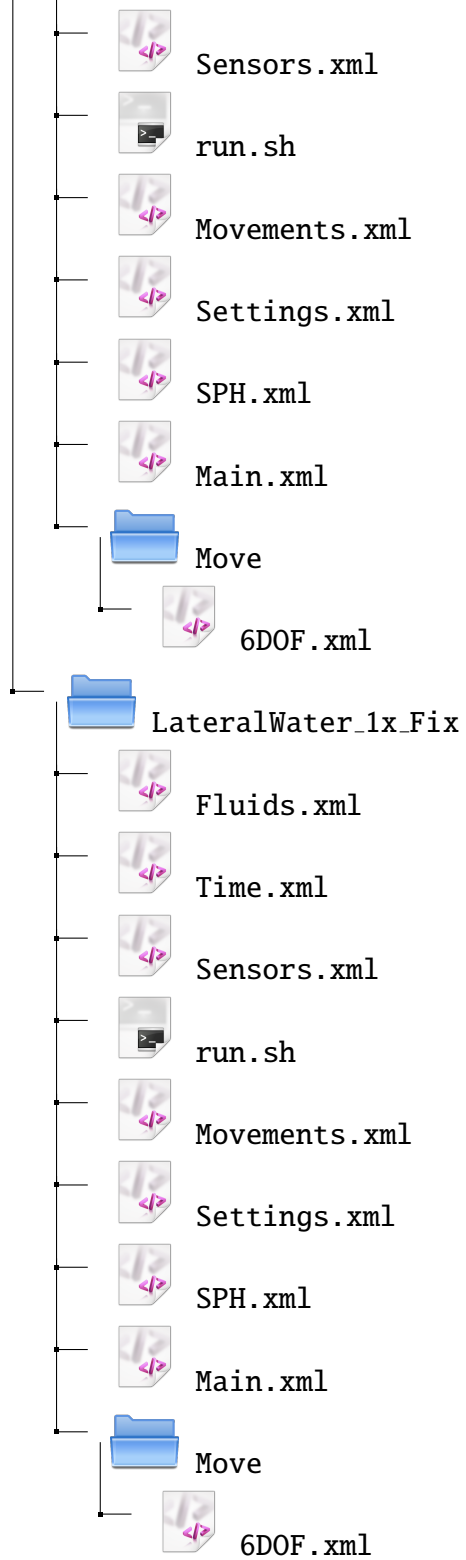 Sensors.xml
run.sh
Movements.xml
Settings.xml
SPH.xml
Main.xml
Move
6DOF.xml
LateralWater_1x_Fix
Fluids.xml
Time.xml
Sensors.xml
run.sh
Movements.xml
Settings.xml
SPH.xml
Main.xml
Move
6DOF.xml